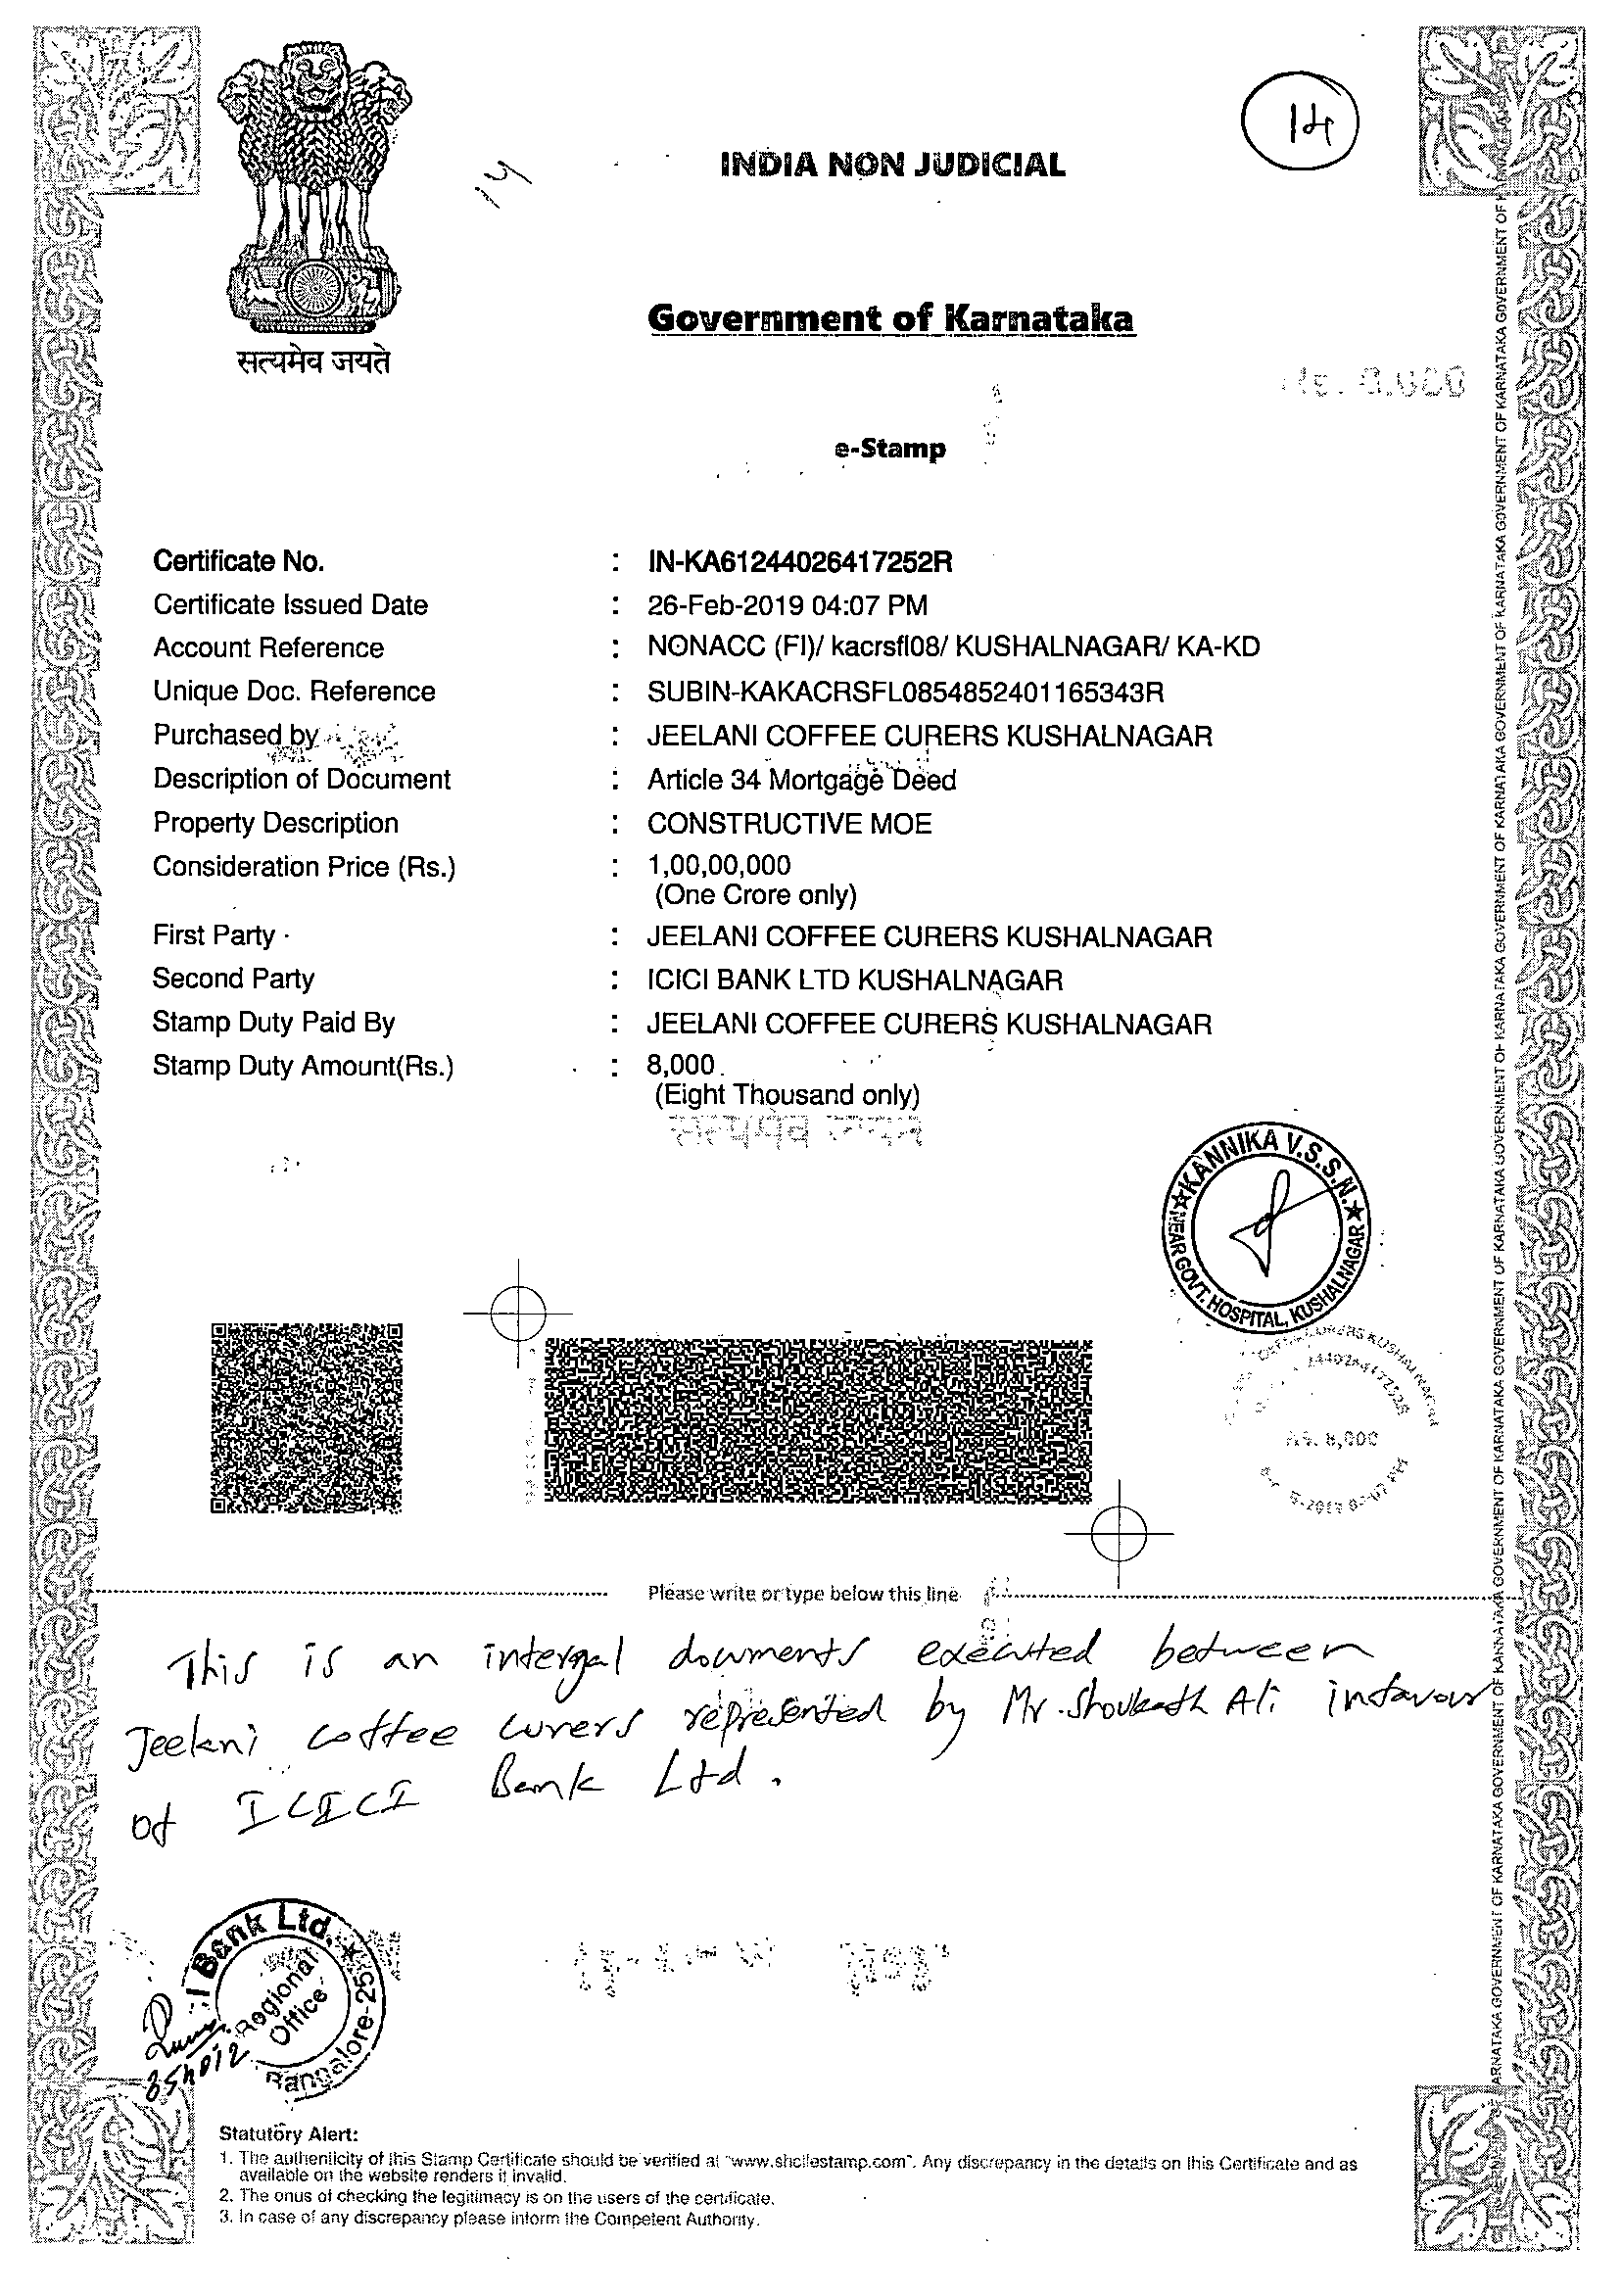 14
14
INDIA NON JUDICIAL
Government of Karnataka
सत्यमेव जयते
e-Stamp
Certificate No. : IN-KA61244026417252R
Certificate Issued Date : 26-Feb-2019 04:07 PM
Account Reference : NONACC (FI)/ kacrsfl08/ KUSHALNAGAR/ KA-KD
Unique Doc. Reference : SUBIN-KAKACRSFL0854852401165343R
Purchased by : JEELANI COFFEE CURERS KUSHALNAGAR
Description of Document : Article 34 Mortgage Deed
Property Description : CONSTRUCTIVE MOE
Consideration Price (Rs.) : 1,00,00,000
(One Crore only)
First Party : JEELANI COFFEE CURERS KUSHALNAGAR
Second Party : ICICI BANK LTD KUSHALNAGAR
Stamp Duty Paid By : JEELANI COFFEE CURERS KUSHALNAGAR
Stamp Duty Amount(Rs.) : 8,000
(Eight Thousand only)
KANNIKA V.S.S.N.
NEAR GOVT. HOSPITAL, KUSHALNAGAR
Rs. 8,000
Please write or type below this line
This is an intergal documents executed between
Jeelani coffee curers represented by Mr. Shoukath Ali infavour
of ICICI Bank Ltd.
Bank Ltd.
Regional
Office
Bangalore-25
Statutory Alert:
1. The authenticity of this Stamp Certificate should be verified at "www.shcilestamp.com". Any discrepancy in the details on this Certificate and as
available on the website renders it invalid.
2. The onus of checking the legitimacy is on the users of the certificate.
3. In case of any discrepancy please inform the Competent Authority.